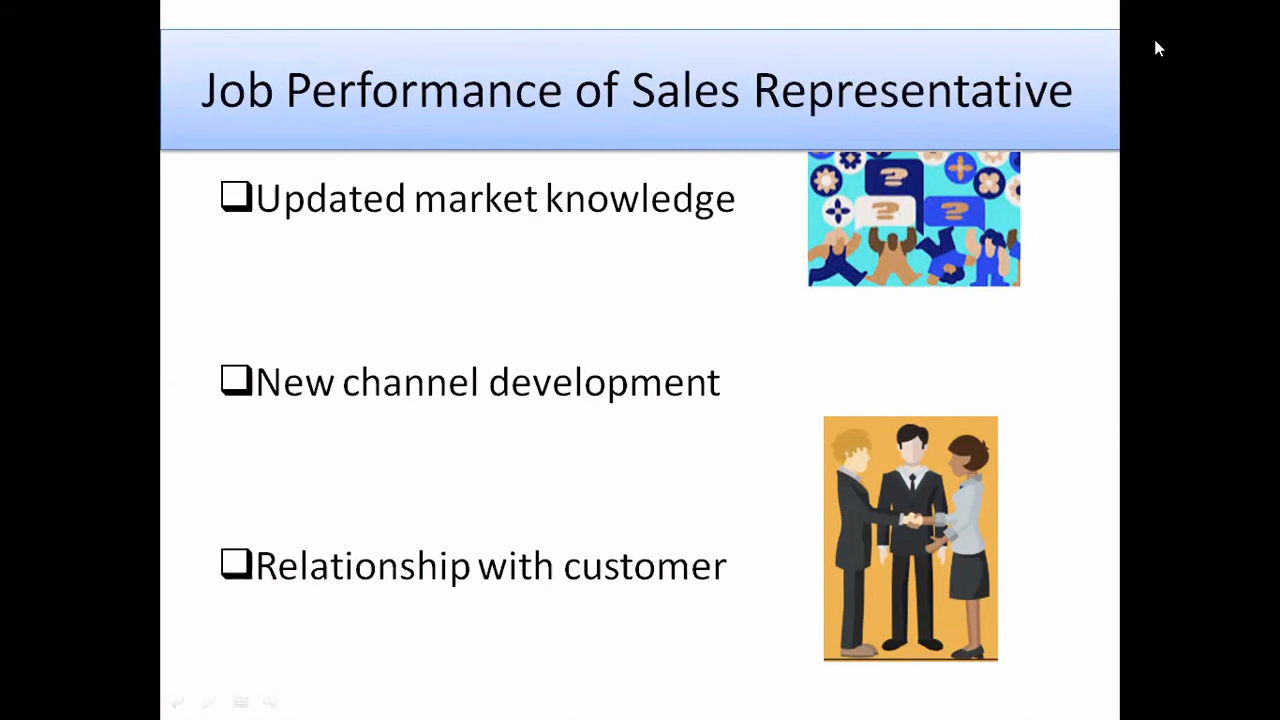 Job Performance of Sales Representative
Updated market knowledge
? 
? ?
New channel development
Relationship with customer